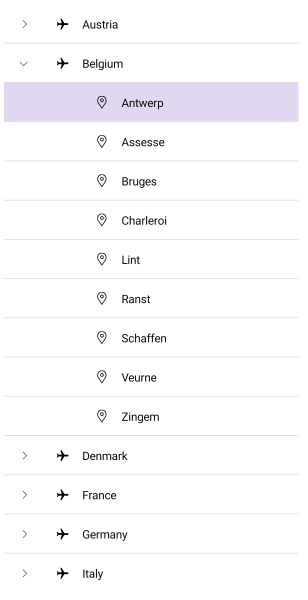 Austria
Belgium
Antwerp
Assesse
Bruges
Charleroi
Lint
Ranst
Schaffen
Veurne
Zingem
Denmark
France
Germany
Italy